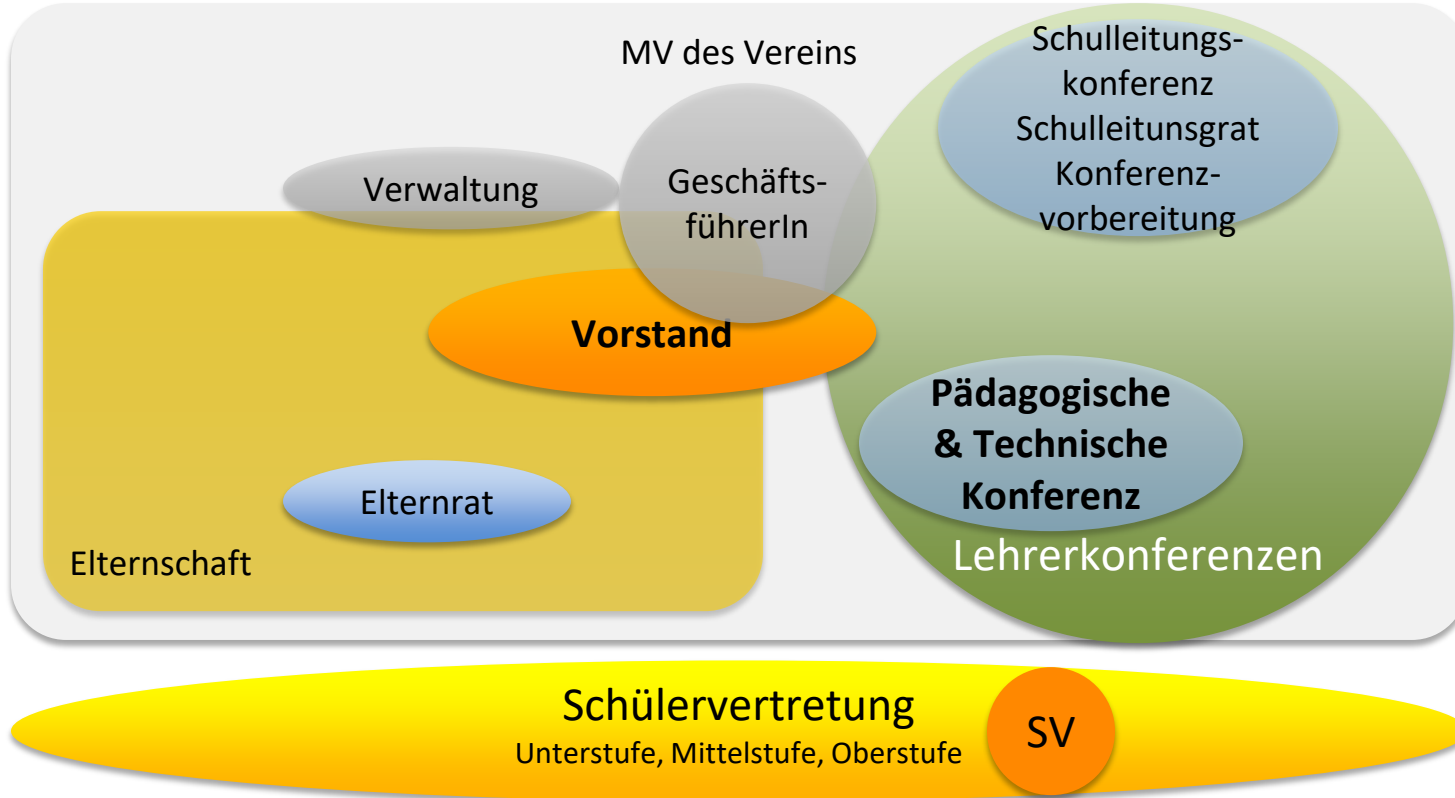 MV des Vereins
Schulleitungs-
konferenz
Schulleitunsgrat
Konferenz-
vorbereitung
Verwaltung
Geschäfts-
führerIn
Vorstand
Pädagogische
& Technische
Konferenz
Elternrat
Elternschaft
Lehrerkonferenzen
Schülervertretung
Unterstufe, Mittelstufe, Oberstufe
SV